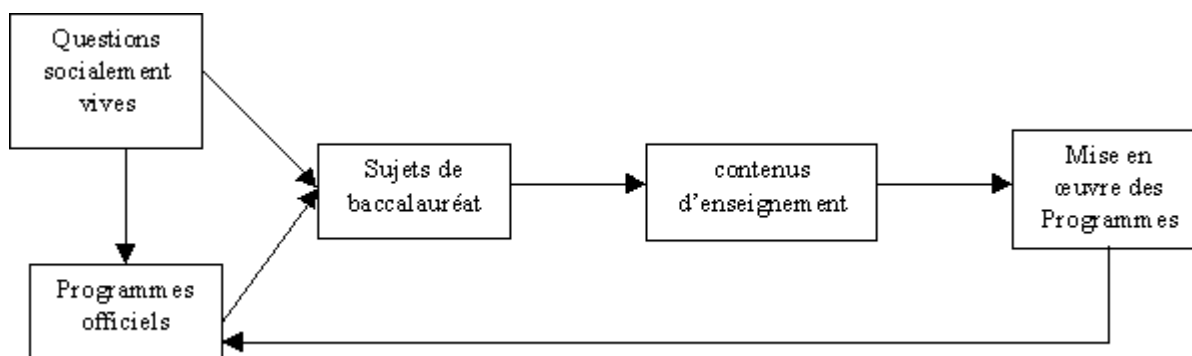 Questions
socialement
vives
Sujets de
baccalauréat
contenus
d'enseignement
Mise en
œuvre des
Programmes
Programmes
officiels